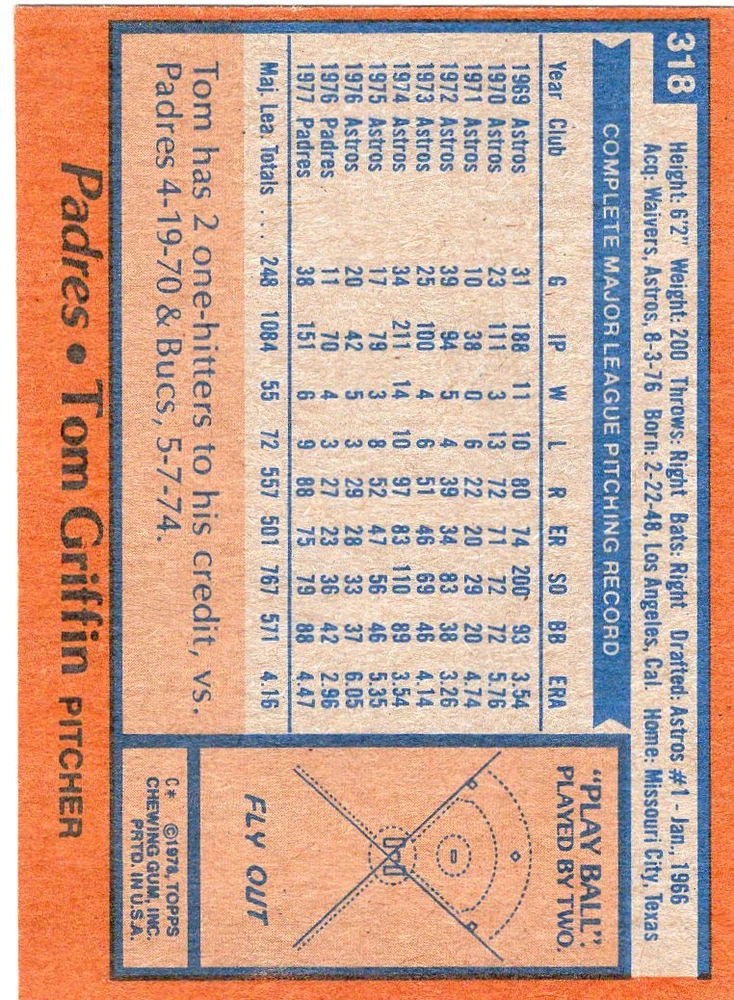 318
Height: 6'2" Weight: 200 Throws: Right Bats: Right Drafted: Astros #1 - Jan., 1966
Acq: Waivers, Astros, 8-3-76 Born: 2-22-48, Los Angeles, Cal. Home: Missouri City, Texas
COMPLETE MAJOR LEAGUE PITCHING RECORD
Year Club G IP W L R ER SO BB ERA
1969 Astros 31 188 11 10 80 74 200 93 3.54
1970 Astros 23 111 3 13 72 71 72 72 5.76
1971 Astros 10 38 0 6 22 20 29 20 4.74
1972 Astros 39 94 5 4 39 34 83 38 3.26
1973 Astros 25 100 4 6 51 46 69 46 4.14
1974 Astros 34 211 14 10 97 83 110 89 3.54
1975 Astros 17 79 3 8 52 47 56 46 5.35
1976 Astros 20 42 5 3 29 28 33 37 6.05
1976 Padres 11 70 4 3 27 23 36 42 2.96
1977 Padres 38 151 6 9 88 75 79 88 4.47
Maj. Lea. Totals ... 248 1084 55 72 557 501 767 571 4.16
Tom has 2 one-hitters to his credit, vs.
Padres 4-19-70 & Bucs, 5-7-74.
"PLAY BALL".
PLAYED BY TWO.
FLY OUT
C* ©1978, TOPPS
CHEWING GUM, INC.
PRTD. IN U.S.A.
Padres • Tom Griffin PITCHER